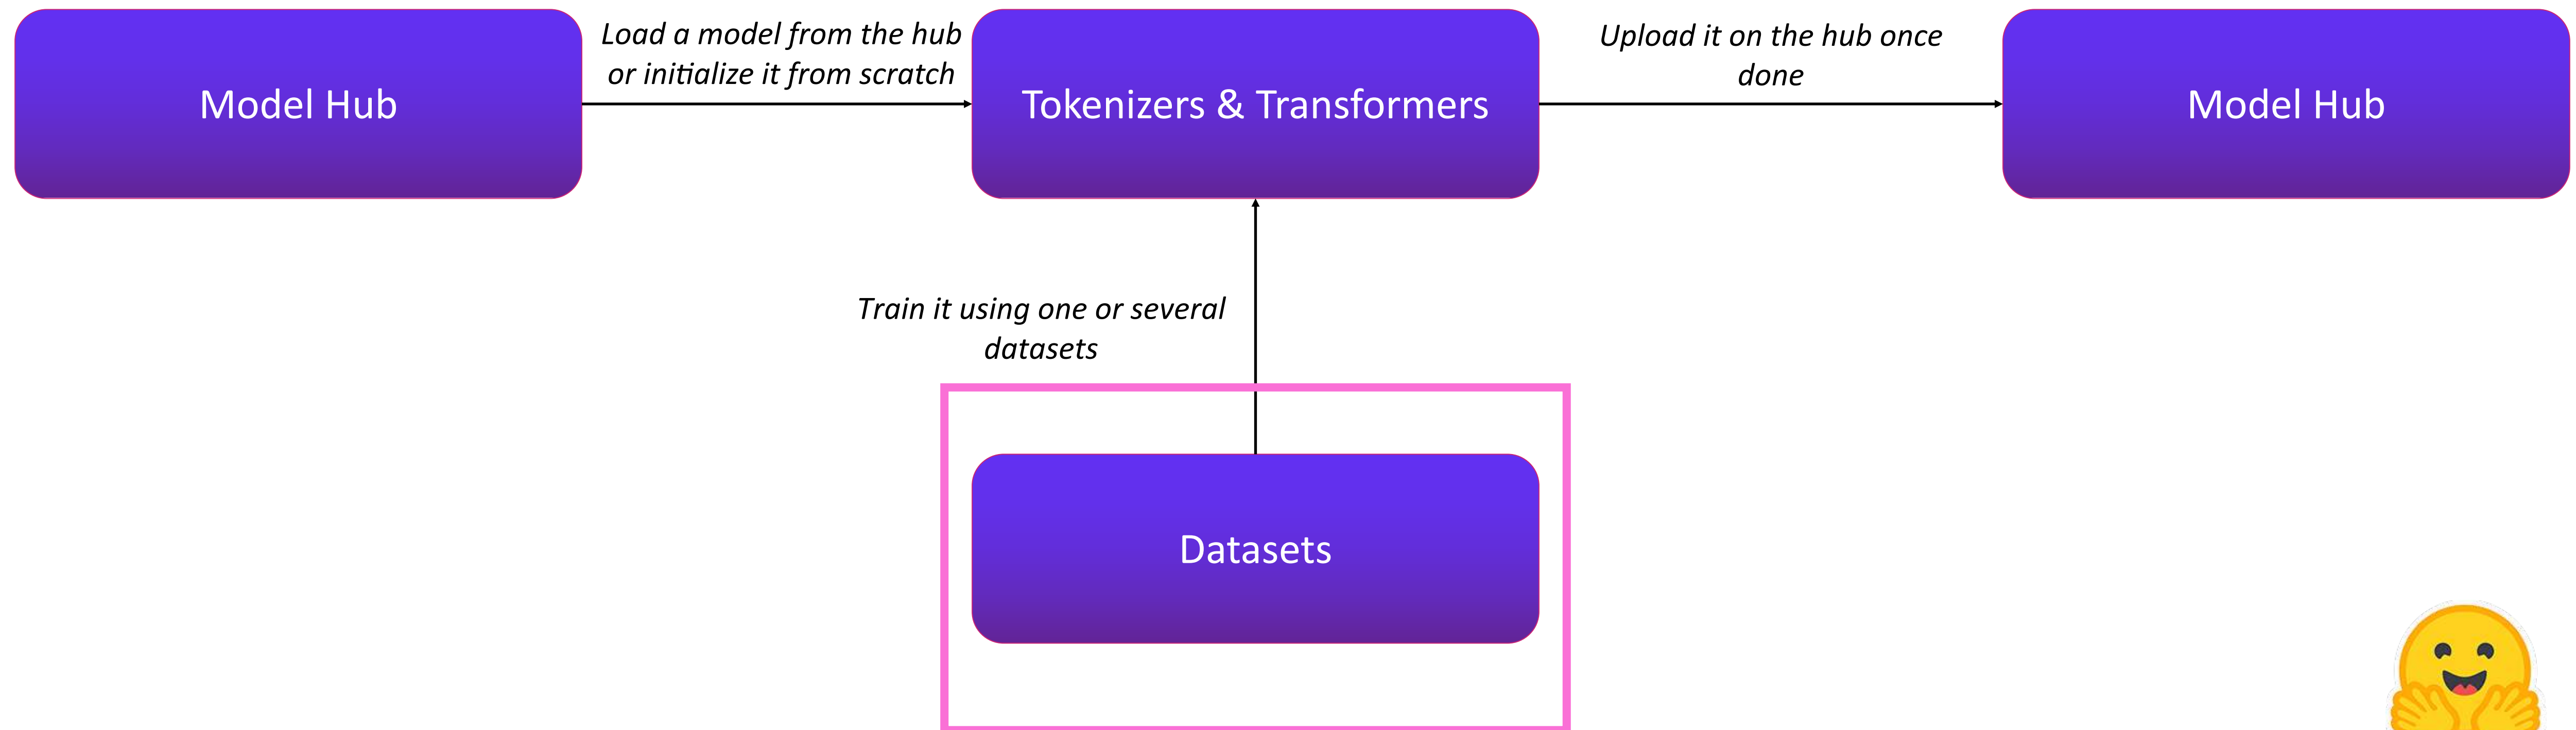 Load a model from the hub
or initialize it from scratch
Upload it on the hub once
done
Model Hub
Tokenizers & Transformers
Model Hub
Train it using one or several
datasets
Datasets